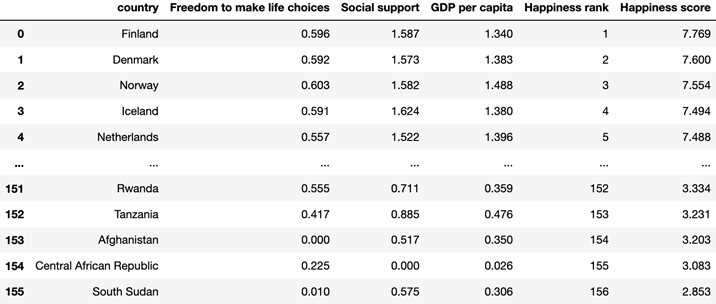 country Freedom to make life choices Social support GDP per capita Happiness rank Happiness score
0 Finland 0.596 1.587 1.340 1 7.769
1 Denmark 0.592 1.573 1.383 2 7.600
2 Norway 0.603 1.582 1.488 3 7.554
3 Iceland 0.591 1.624 1.380 4 7.494
4 Netherlands 0.557 1.522 1.396 5 7.488
... ... ... ... ... ... ...
151 Rwanda 0.555 0.711 0.359 152 3.334
152 Tanzania 0.417 0.885 0.476 153 3.231
153 Afghanistan 0.000 0.517 0.350 154 3.203
154 Central African Republic 0.225 0.000 0.026 155 3.083
155 South Sudan 0.010 0.575 0.306 156 2.853